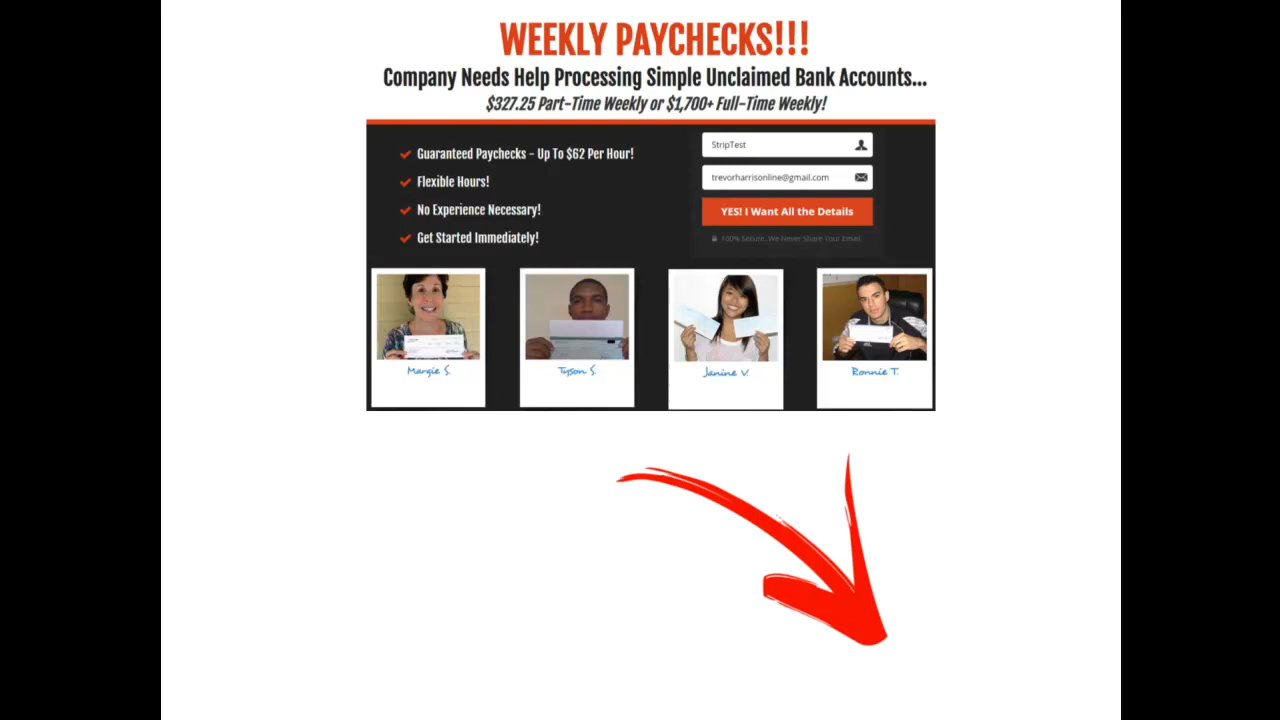 WEEKLY PAYCHECKS!!!
Company Needs Help Processing Simple Unclaimed Bank Accounts...
$327.25 Part-Time Weekly or $1,700+ Full-Time Weekly!
Guaranteed Paychecks - Up To $62 Per Hour!
Flexible Hours!
No Experience Necessary!
Get Started Immediately!
StripTest
trevorharrisonline@gmail.com
YES! I Want All the Details
100% Secure. We Never Share Your Email.
Margie S.
Tyson S.
Janine V.
Ronnie T.